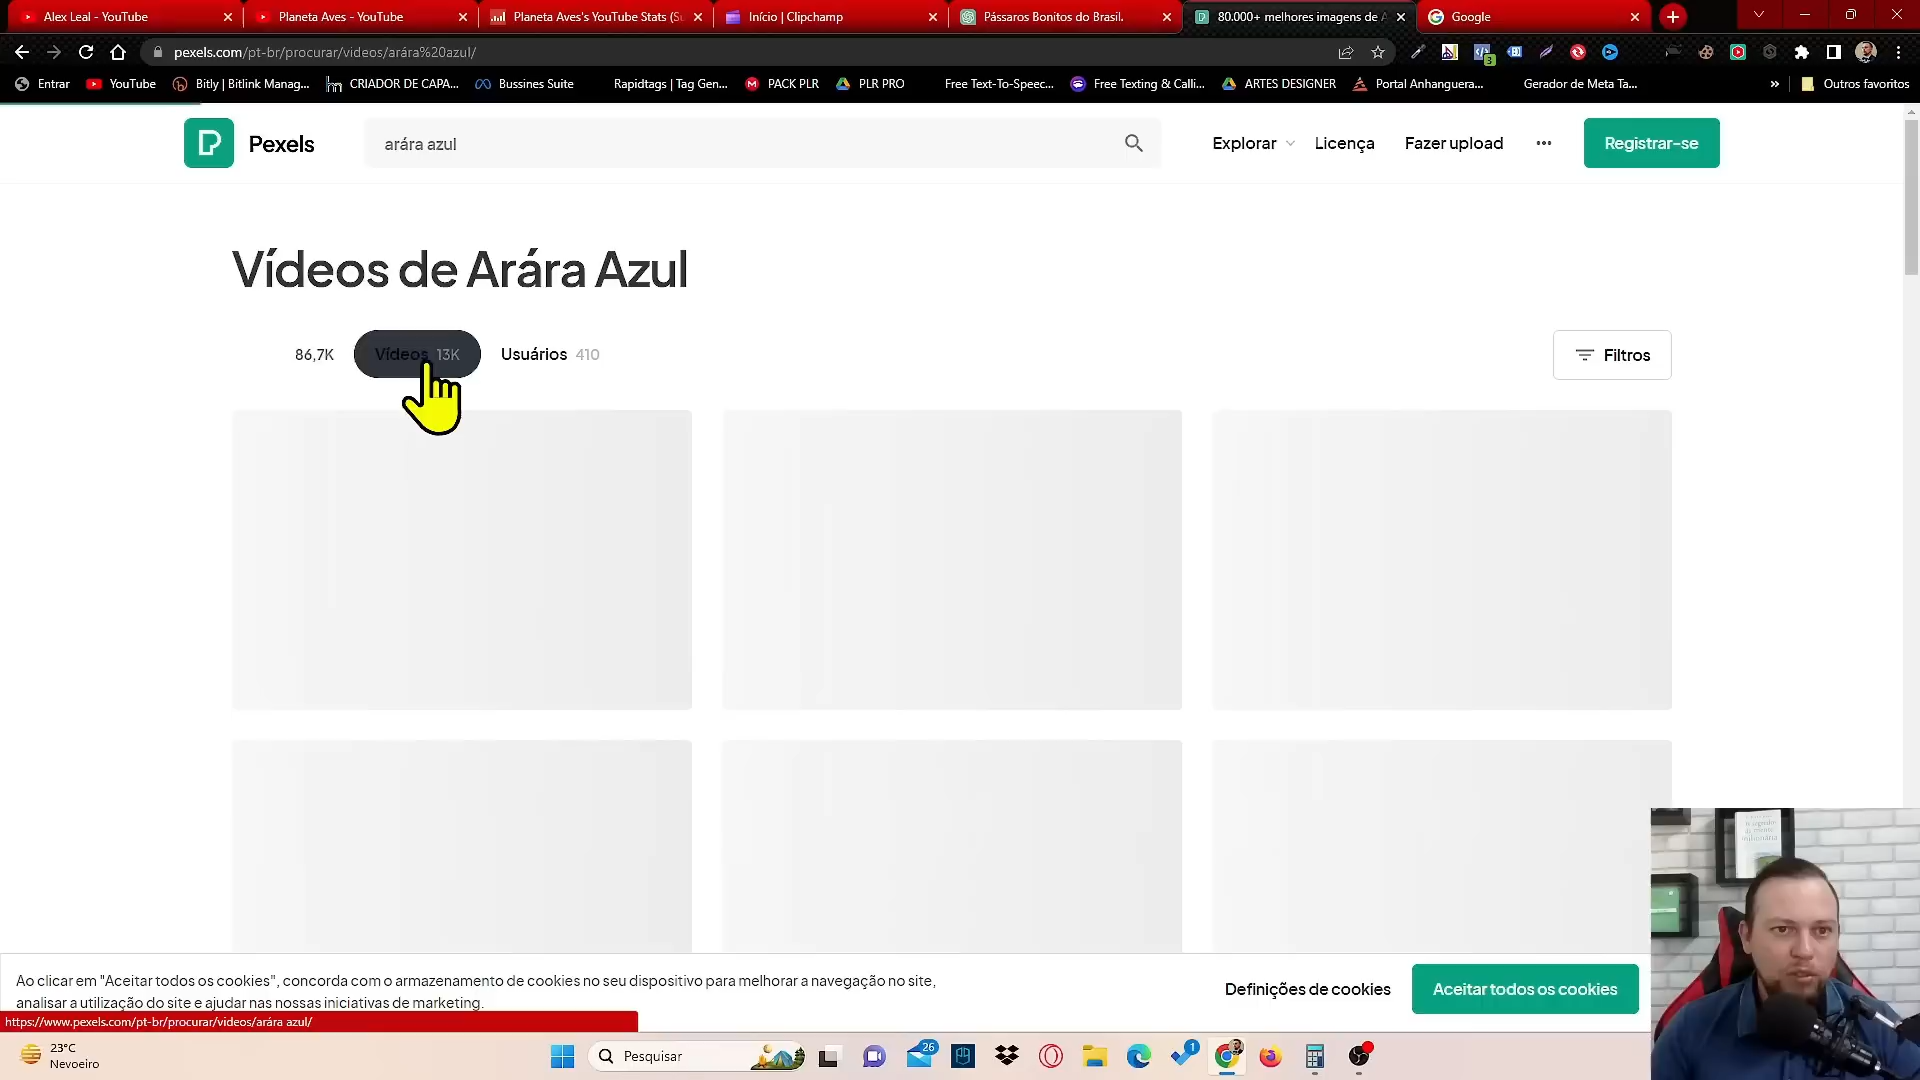 Alex Leal - YouTube
Planeta Aves - YouTube
Planeta Aves's YouTube Stats (Su
Início | Clipchamp
Pássaros Bonitos do Brasil.
80.000+ melhores imagens de A
Google
pexels.com/pt-br/procurar/videos/arára%20azul/
3
Entrar
YouTube
Bitly | Bitlink Manag...
CRIADOR DE CAPA...
Bussines Suite
Rapidtags | Tag Gen...
PACK PLR
PLR PRO
Free Text-To-Speec...
Free Texting & Calli...
ARTES DESIGNER
Portal Anhanguera...
Gerador de Meta Ta...
»
Outros favoritos
Pexels
arára azul
Explorar
Licença
Fazer upload
Registrar-se
Vídeos de Arára Azul
86,7K
Vídeos 13K
Usuários 410
Filtros
Ao clicar em "Aceitar todos os cookies", concorda com o armazenamento de cookies no seu dispositivo para melhorar a navegação no site,
analisar a utilização do site e ajudar nas nossas iniciativas de marketing.
Definições de cookies
Aceitar todos os cookies
https://www.pexels.com/pt-br/procurar/videos/arára azul/
23°C
Nevoeiro
Pesquisar
26
1